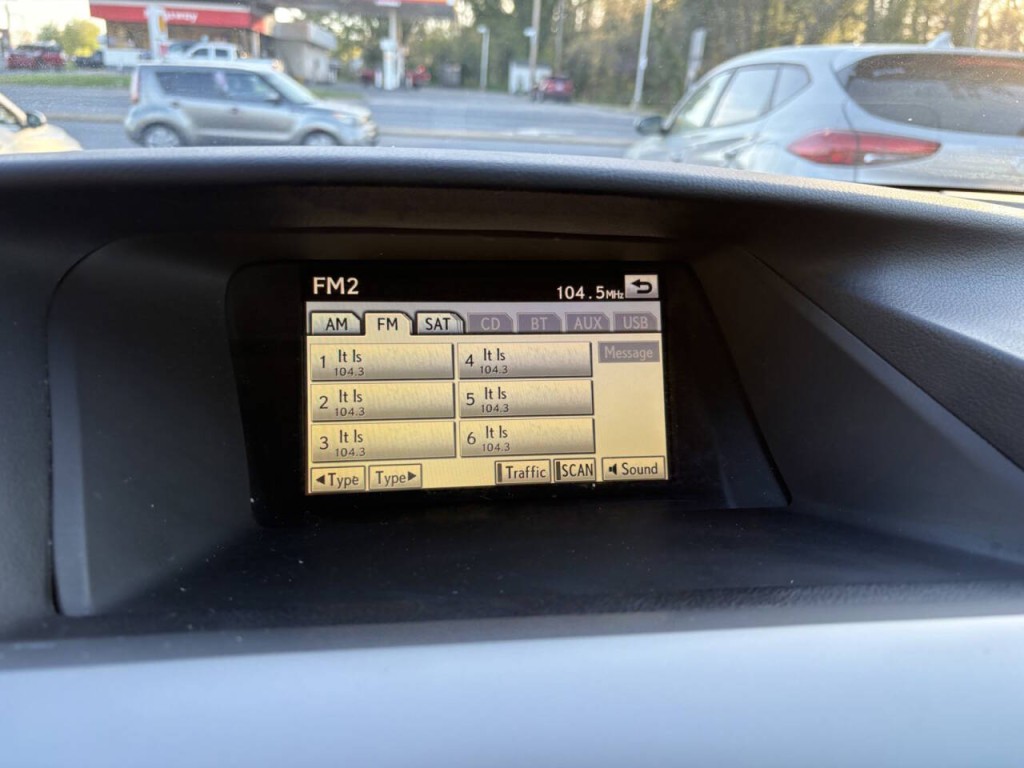 FM2
104.5MHz
AM FM SAT CD BT AUX USB
1 It Is
104.3
4 It Is
104.3
Message
2 It Is
104.3
5 It Is
104.3
3 It Is
104.3
6 It Is
104.3
◄Type Type► Traffic SCAN Sound